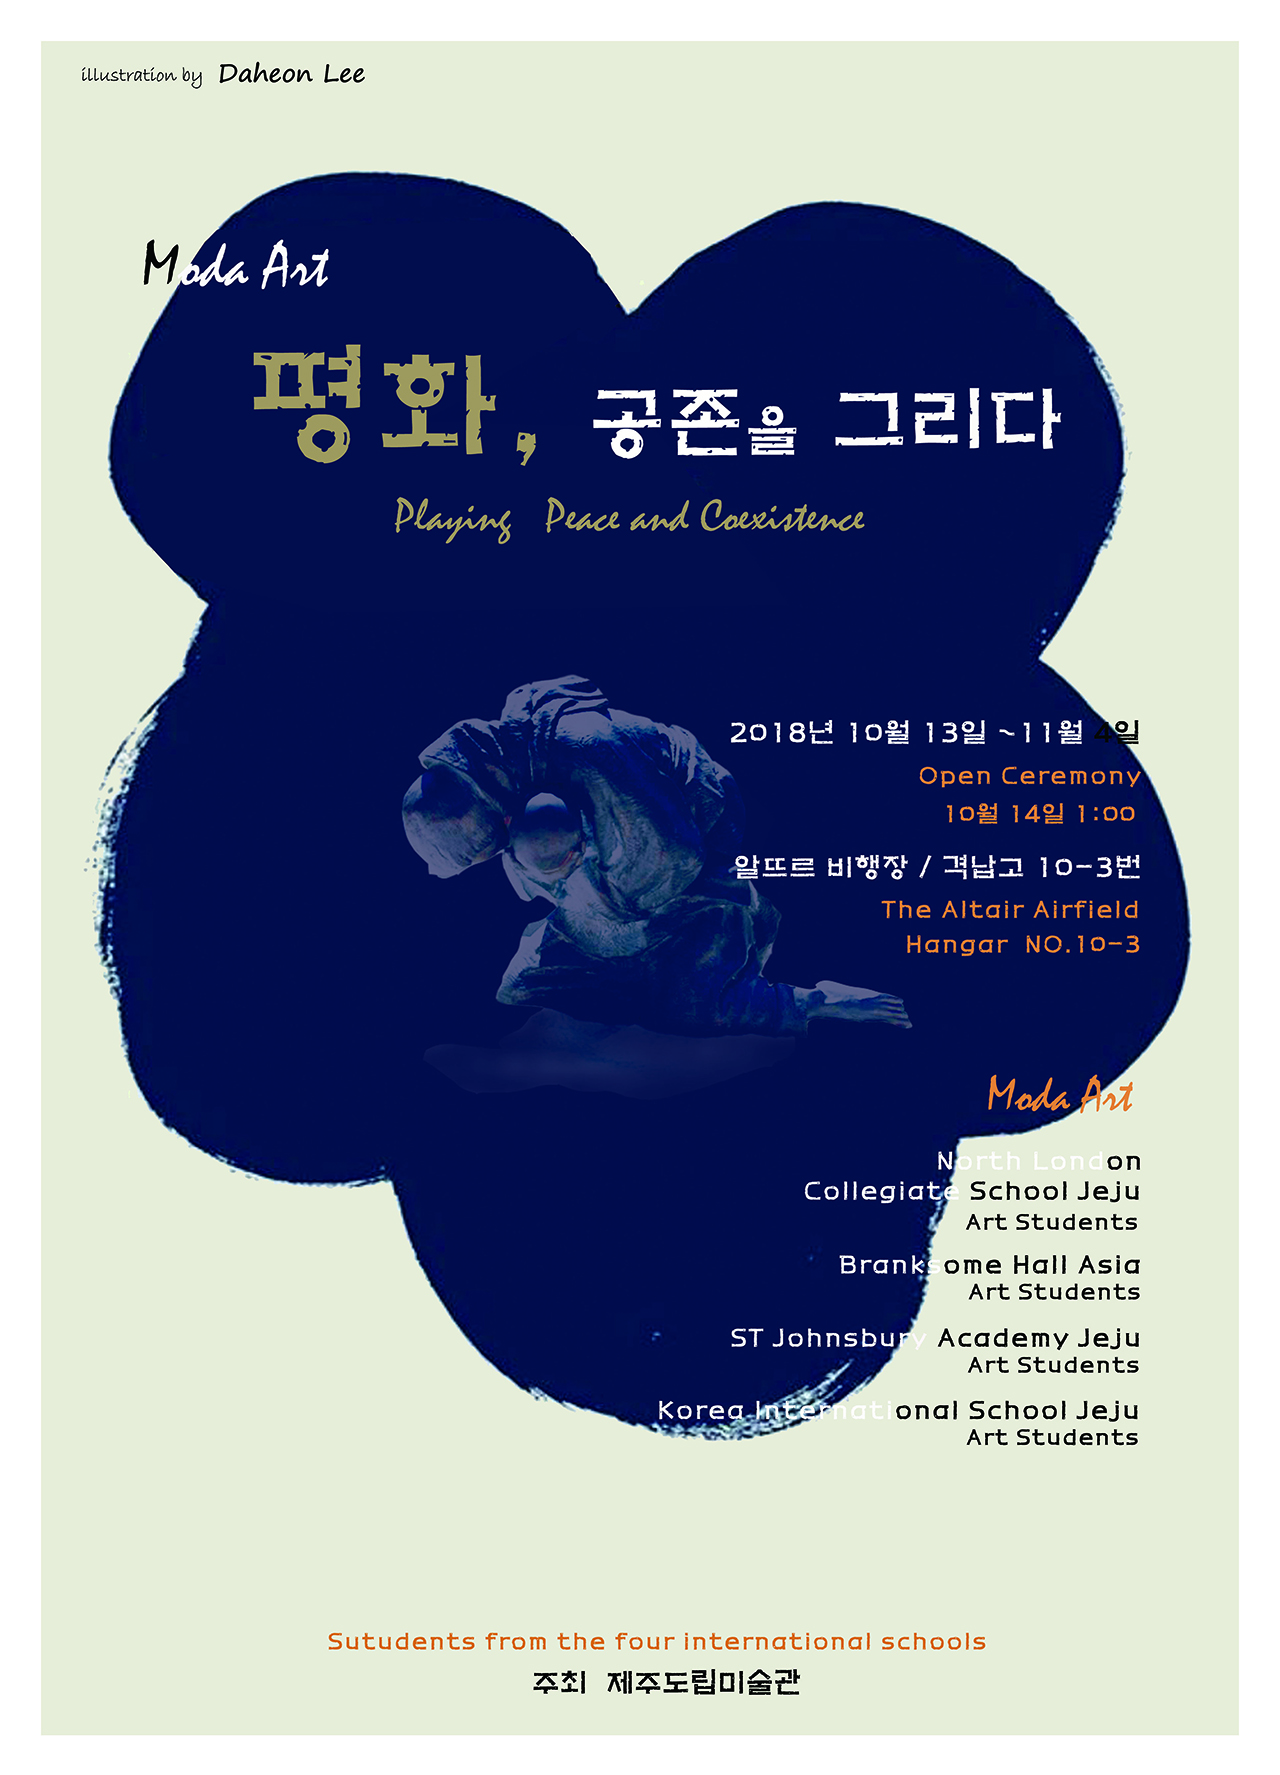 illustration by Daheon Lee
Moda Art
평화, 공존을 그리다
Playing Peace and Coexistence
2018년 10월 13일 ~11월 4일
Open Ceremony
10월 14일 1:00
알뜨르 비행장 / 격납고 10-3번
The Altair Airfield
Hangar NO.10-3
Moda Art
North London
Collegiate School Jeju
Art Students
Branksome Hall Asia
Art Students
ST Johnsbury Academy Jeju
Art Students
Korea International School Jeju
Art Students
Sutudents from the four international schools
주최 제주도립미술관